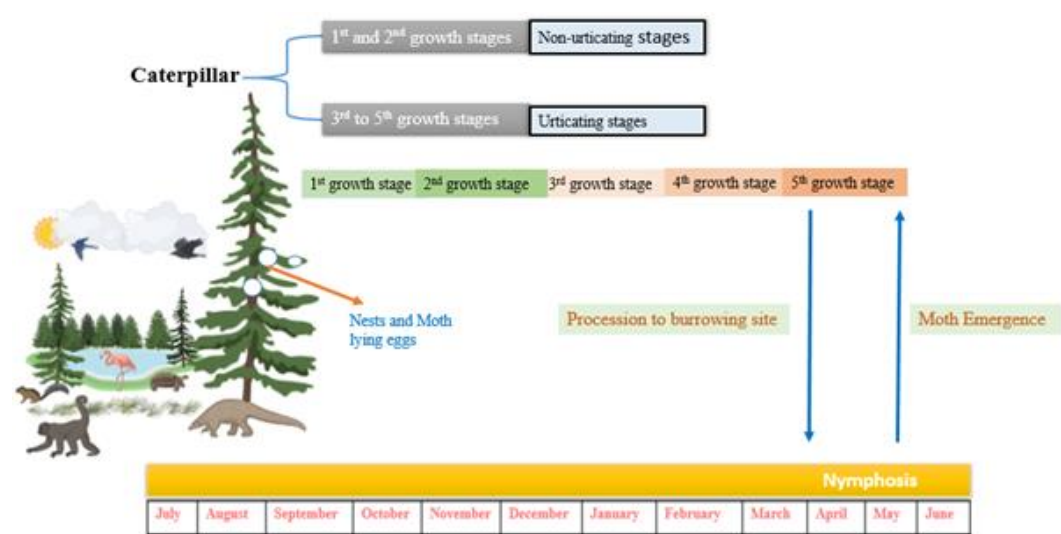 1st and 2nd growth stages Non-urticating stages
Caterpillar
3rd to 5th growth stages Urticating stages
1st growth stage 2nd growth stage 3rd growth stage 4th growth stage 5th growth stage
Nests and Moth
lying eggs
Procession to burrowing site
Moth Emergence
Nymphosis
July August September October November December January February March April May June